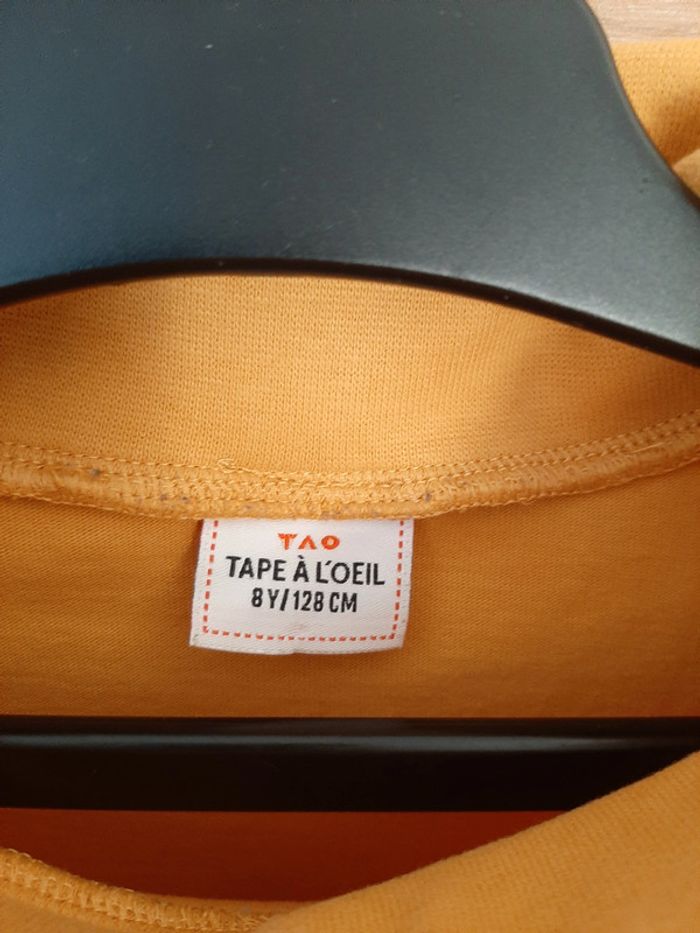 TAO
TAPE À L'OEIL
8Y/128 CM